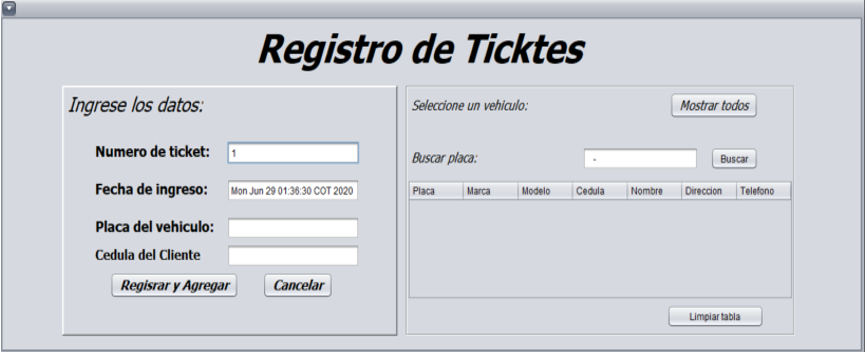 Registro de Ticktes
Ingrese los datos:
Numero de ticket: 1
Fecha de ingreso: Mon Jun 29 01:36:30 COT 2020
Placa del vehiculo:
Cedula del Cliente
Regisrar y Agregar Cancelar
Seleccione un vehiculo: Mostrar todos
Buscar placa: - Buscar
Placa Marca Modelo Cedula Nombre Direccion Telefono
Limpiar tabla